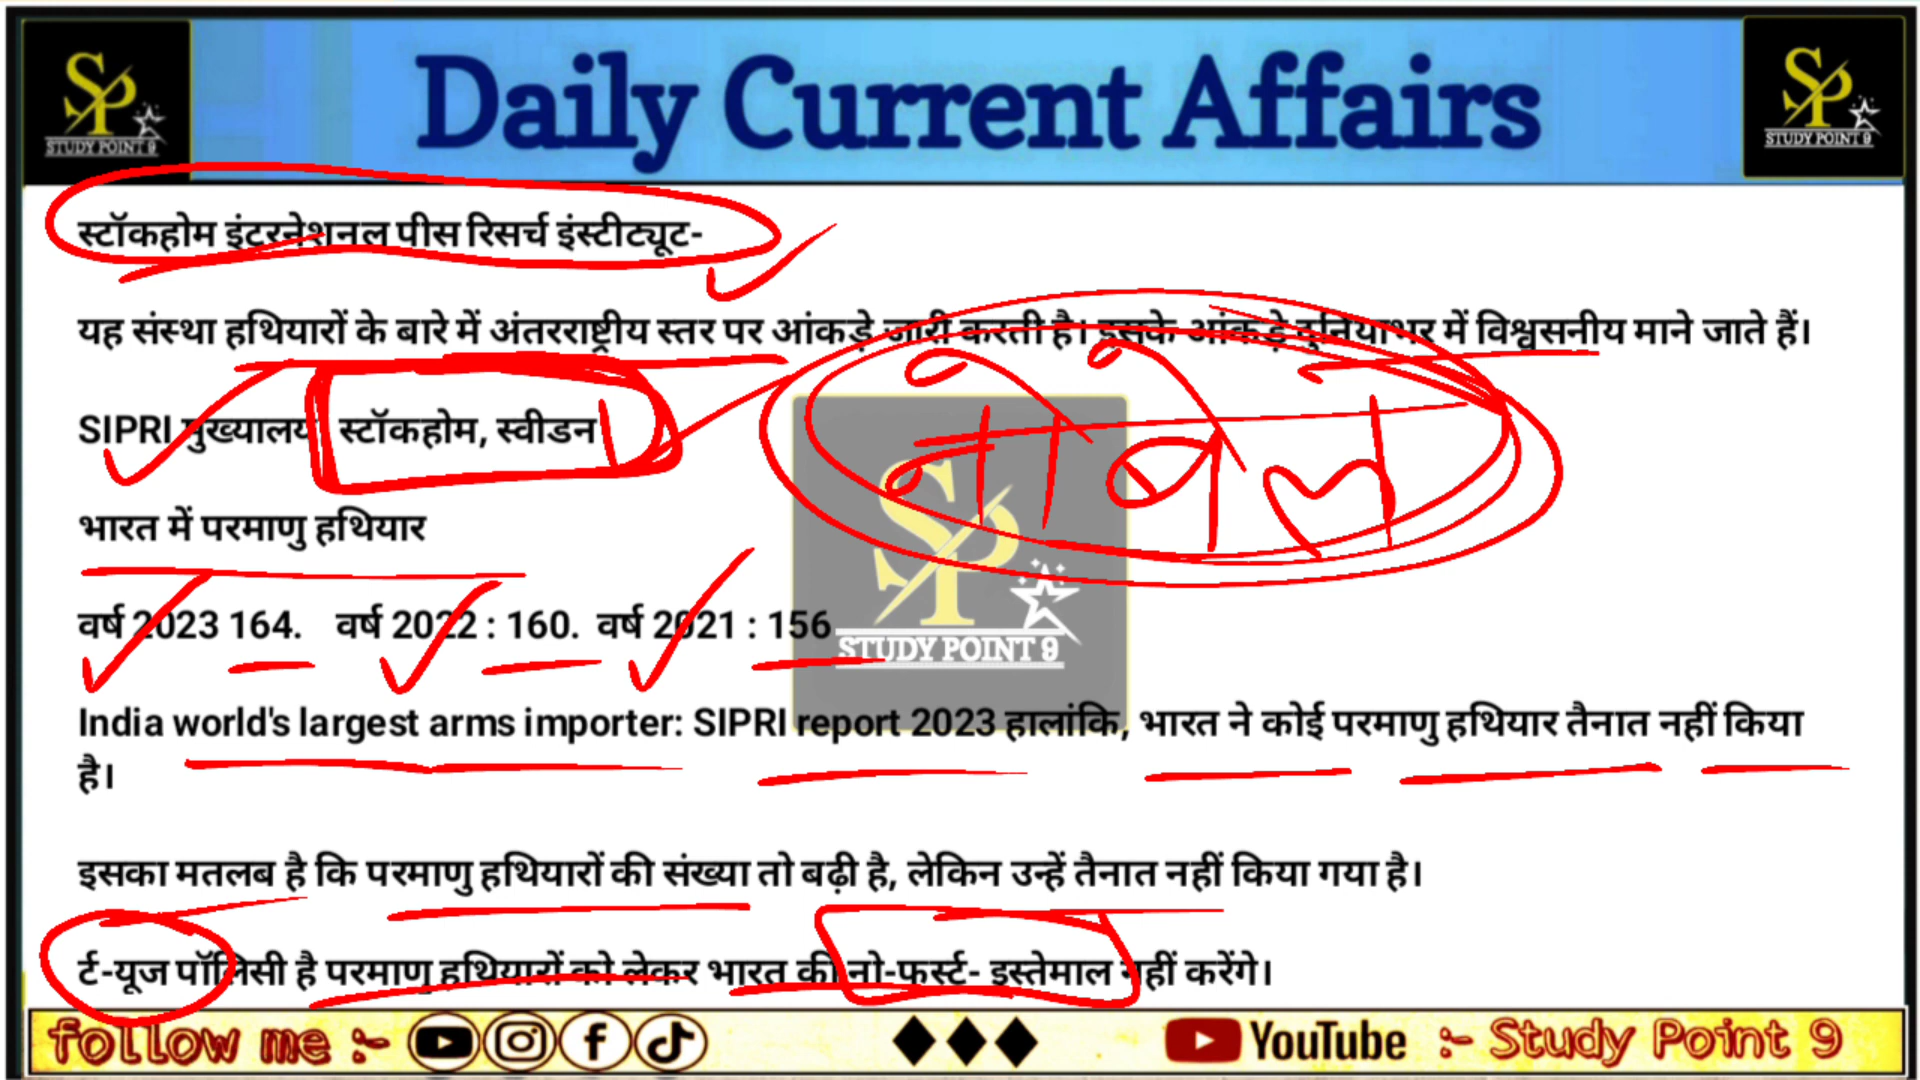 SP
STUDY POINT 9
Daily Current Affairs
SP
STUDY POINT 9
स्टॉकहोम इंटरनेशनल पीस रिसर्च इंस्टीट्यूट-
यह संस्था हथियारों के बारे में अंतरराष्ट्रीय स्तर पर आंकड़े जारी करती है। इसके आंकड़े दुनियाभर में विश्वसनीय माने जाते हैं।
SIPRI मुख्यालय स्टॉकहोम, स्वीडन
नोबेल
भारत में परमाणु हथियार
SP
वर्ष 2023 164. वर्ष 2022 : 160. वर्ष 2021 : 156
STUDY POINT 9
India world's largest arms importer: SIPRI report 2023 हालांकि, भारत ने कोई परमाणु हथियार तैनात नहीं किया
है।
इसका मतलब है कि परमाणु हथियारों की संख्या तो बढ़ी है, लेकिन उन्हें तैनात नहीं किया गया है।
र्ट-यूज पॉलिसी है परमाणु हथियारों को लेकर भारत की नो-फर्स्ट- इस्तेमाल नहीं करेंगे।
follow me :- YouTube :- Study Point 9